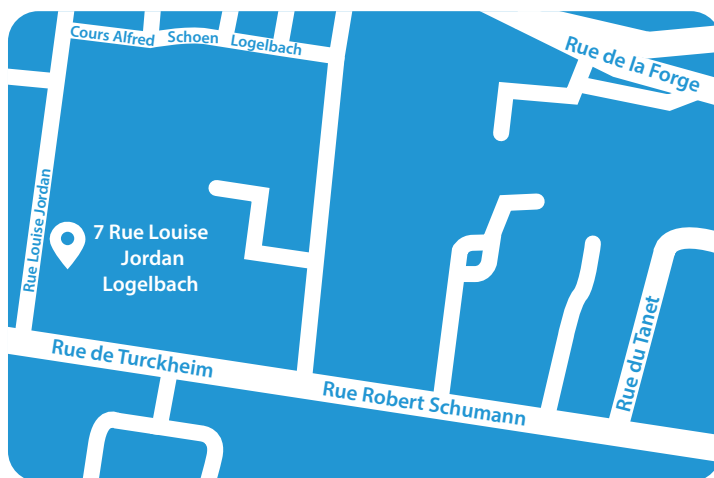 Cours Alfred Schoen Logelbach
Rue de la Forge
Rue Louise Jordan
7 Rue Louise
Jordan
Logelbach
Rue de Turckheim
Rue Robert Schumann
Rue du Tanet